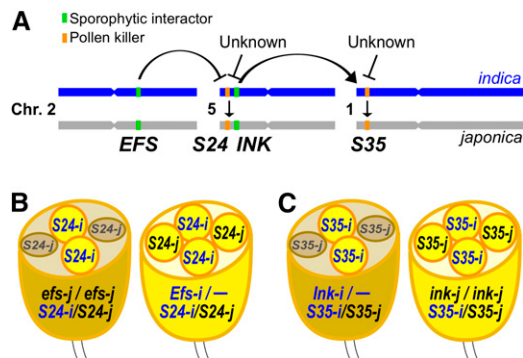 A
Sporophytic interactor
Pollen killer
Unknown
Unknown
indica
Chr. 2
5
1
japonica
EFS
S24
INK
S35
B
S24-i
S24-j
S24-j
S24-i
efs-j / efs-j
S24-i/S24-j
S24-i
S24-j
S24-j
S24-i
Efs-i / —
S24-i/S24-j
C
S35-i
S35-j
S35-j
S35-i
Ink-i / —
S35-i/S35-j
S35-i
S35-j
S35-j
S35-i
ink-j / ink-j
S35-i/S35-j